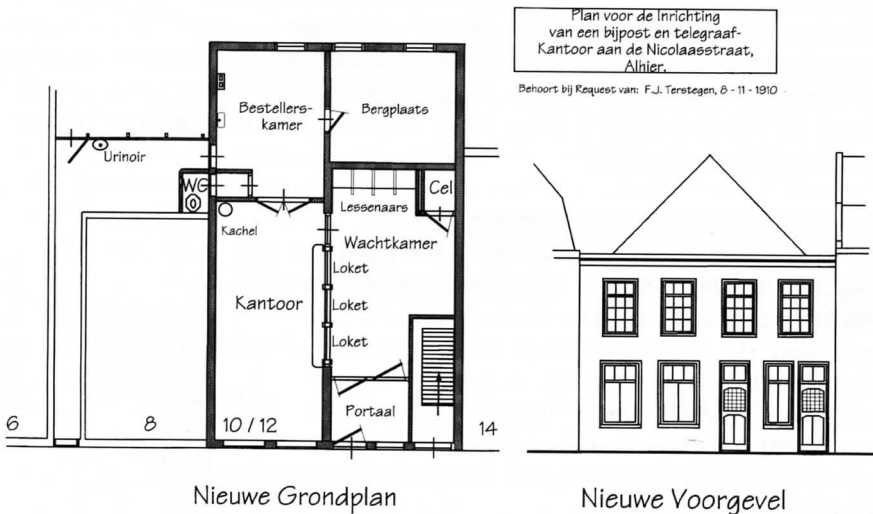 Plan voor de Inrichting
van een bijpost en telegraaf-
Kantoor aan de Nicolaasstraat,
Alhier.
Behoort bij Request van: F.J. Terstegen, 8 - 11 - 1910
Bestellers-
kamer
Bergplaats
Urinoir
WC
Cel
Lessenaars
Kachel
Wachtkamer
Loket
Kantoor
Loket
Loket
Portaal
6
8
10 / 12
14
Nieuwe Grondplan
Nieuwe Voorgevel